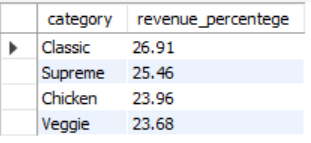 category revenue_percentege
Classic 26.91
Supreme 25.46
Chicken 23.96
Veggie 23.68